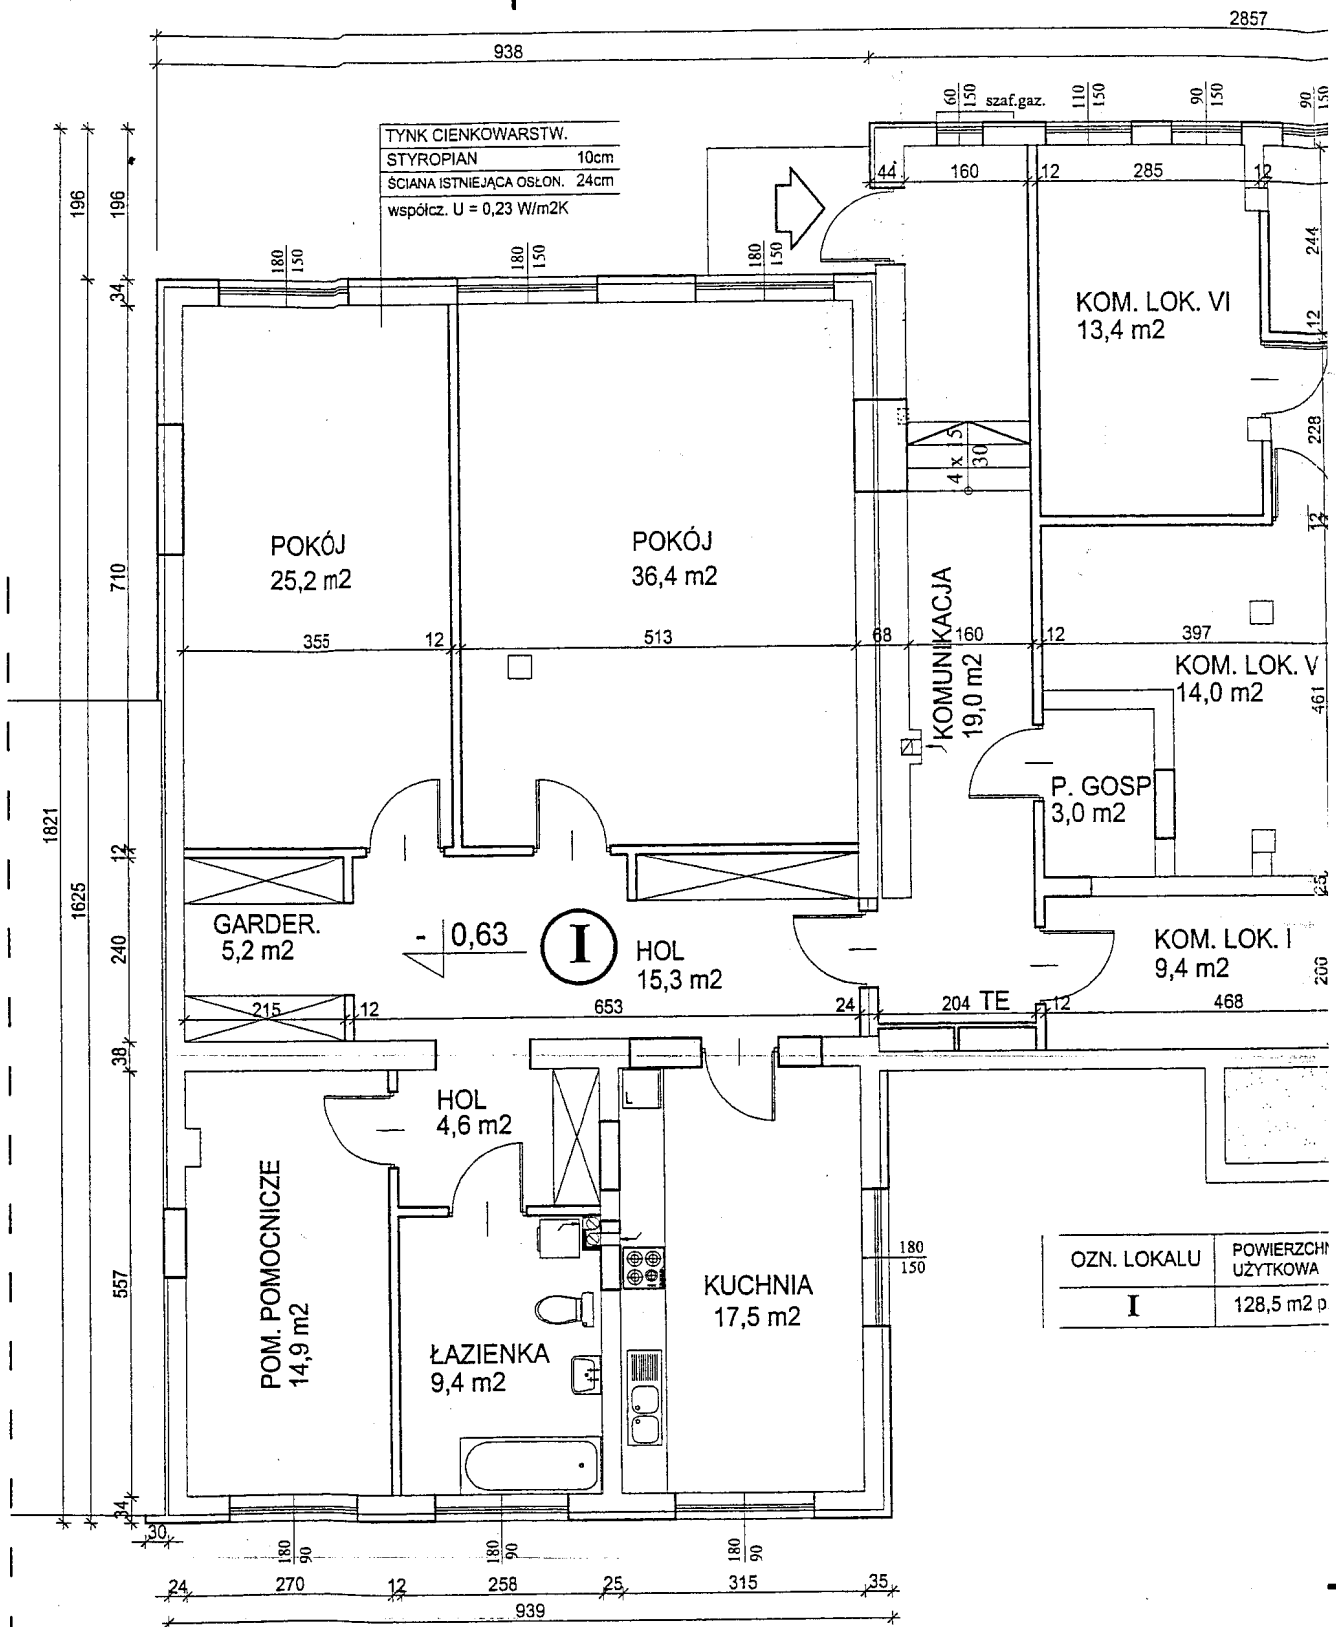 2857
938
60
150
szaf.gaz.
110
150
90
150
90
150
TYNK CIENKOWARSTW.
STYROPIAN 10cm
ŚCIANA ISTNIEJĄCA OSŁON. 24cm
współcz. U = 0,23 W/m2K
44 160 12 285 12
196
196
34
180
150
180
150
180
150
244
12
KOM. LOK. VI
13,4 m2
228
12
4 x 15
30
POKÓJ
25,2 m2
POKÓJ
36,4 m2
710
KOMUNIKACJA
19,0 m2
355 12 513 68 160 12 397
KOM. LOK. V
14,0 m2
461
P. GOSP
3,0 m2
1821
1625
12
240
38
25
200
GARDER.
5,2 m2
- 0,63
I
HOL
15,3 m2
KOM. LOK. I
9,4 m2
215 12 653 24 204 TE 12 468
HOL
4,6 m2
POM. POMOCNICZE
14,9 m2
557
34
KUCHNIA
17,5 m2
180
150
ŁAZIENKA
9,4 m2
OZN. LOKALU
POWIERZCHN
UŻYTKOWA
I
128,5 m2 p.
30
180
90
180
90
180
90
24 270 12 258 25 315 35
939